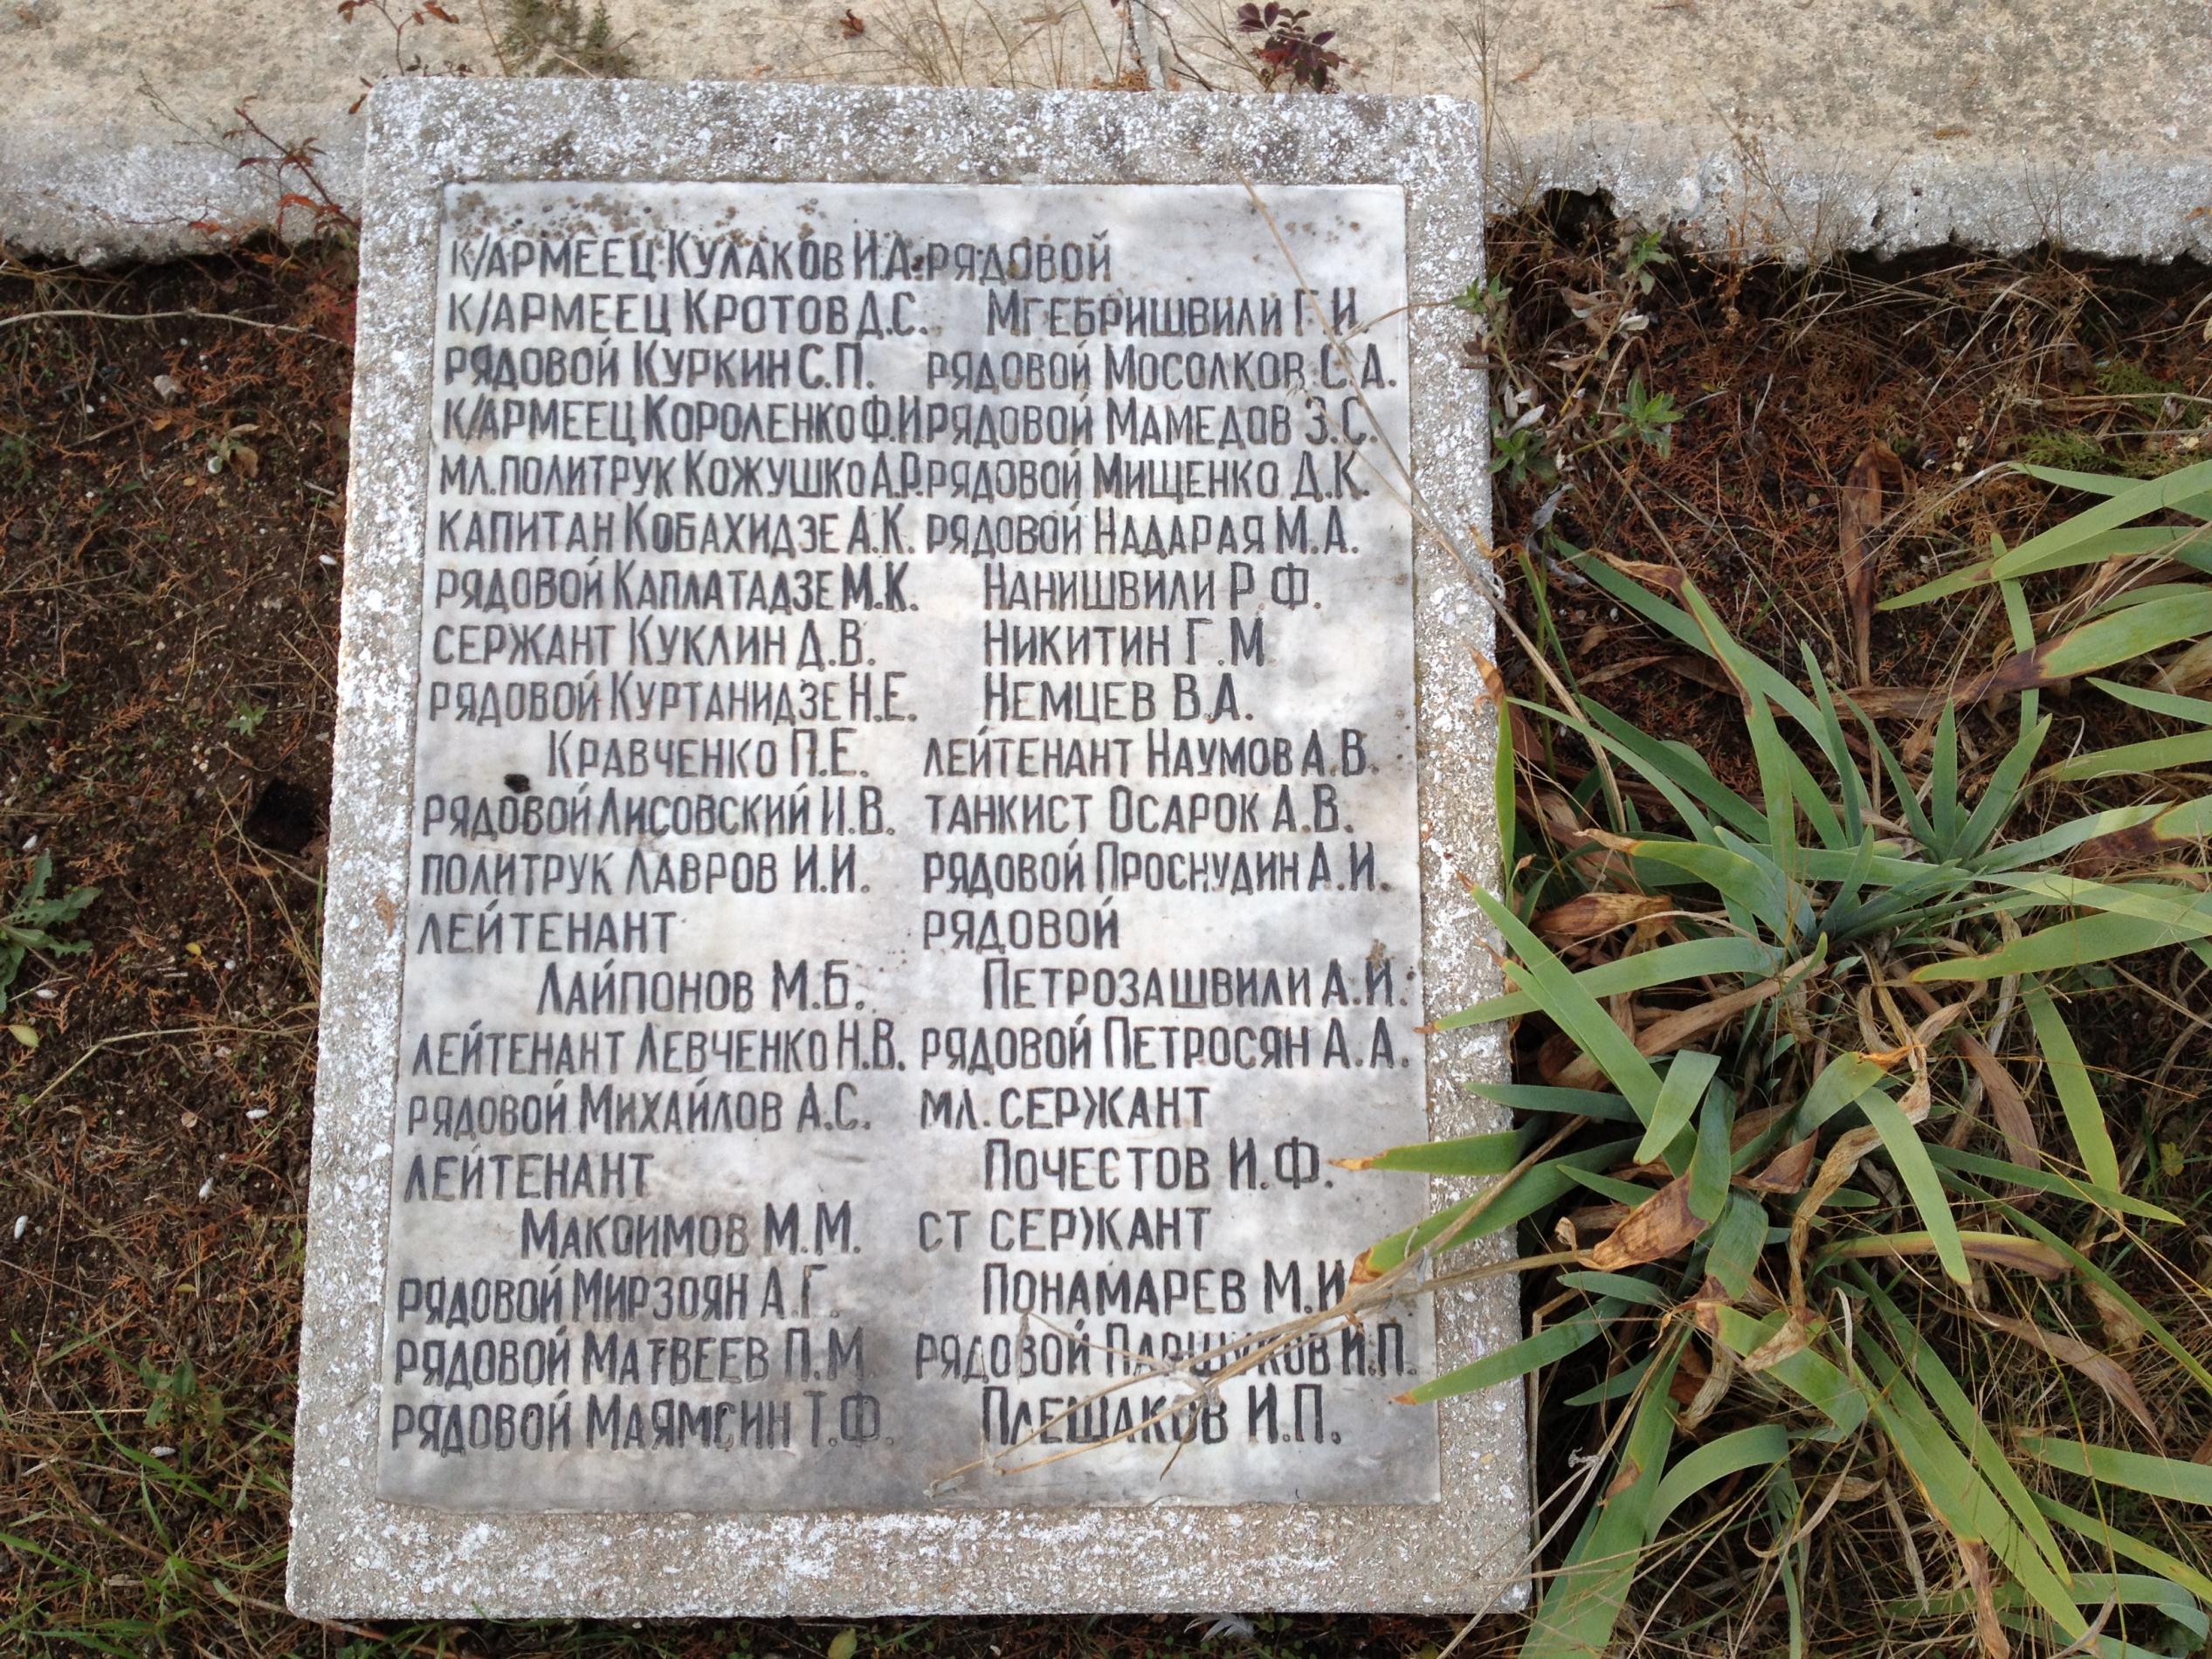 К/АРМЕЕЦ КУЛАКОВ И.А.
К/АРМЕЕЦ КРОТОВ Д.С.
РЯДОВОЙ КУРКИН С.П.
К/АРМЕЕЦ КОРОЛЕНКО Ф.И
МЛ.ПОЛИТРУК КОЖУШКО А.Р.
КАПИТАН КОБАХИДЗЕ А.К.
РЯДОВОЙ КАПЛАТАДЗЕ М.К.
СЕРЖАНТ КУКЛИН Д.В.
РЯДОВОЙ КУРТАНИДЗЕ Н.Е.
КРАВЧЕНКО П.Е.
РЯДОВОЙ ЛИСОВСКИЙ И.В.
ПОЛИТРУК ЛАВРОВ И.И.
ЛЕЙТЕНАНТ
ЛАЙПОНОВ М.Б.
ЛЕЙТЕНАНТ ЛЕВЧЕНКО Н.В.
РЯДОВОЙ МИХАЙЛОВ А.С.
ЛЕЙТЕНАНТ
МАКОИМОВ М.М.
РЯДОВОЙ МИРЗОЯН А.Г.
РЯДОВОЙ МАТВЕЕВ П.М
РЯДОВОЙ МАЯМСИН Т.Ф.
РЯДОВОЙ
МГЕБРИШВИЛИ Г.И
РЯДОВОЙ МОСОЛКОВ С.А.
РЯДОВОЙ МАМЕДОВ З.С.
РЯДОВОЙ МИЩЕНКО Д.К.
РЯДОВОЙ НАДАРАЯ М.А.
НАНИШВИЛИ Р.Ф.
НИКИТИН Г.М
НЕМЦЕВ В.А.
ЛЕЙТЕНАНТ НАУМОВ А.В.
ТАНКИСТ ОСАРОК А.В.
РЯДОВОЙ ПРОСНУДИН А.И.
РЯДОВОЙ
ПЕТРОЗАШВИЛИ А.И.
РЯДОВОЙ ПЕТРОСЯН А.А.
МЛ. СЕРЖАНТ
ПОЧЕСТОВ И.Ф.
СТ СЕРЖАНТ
ПОНАМАРЕВ М.И
РЯДОВОЙ ПАРШУКОВ И.П.
ПЛЕШАКОВ И.П.